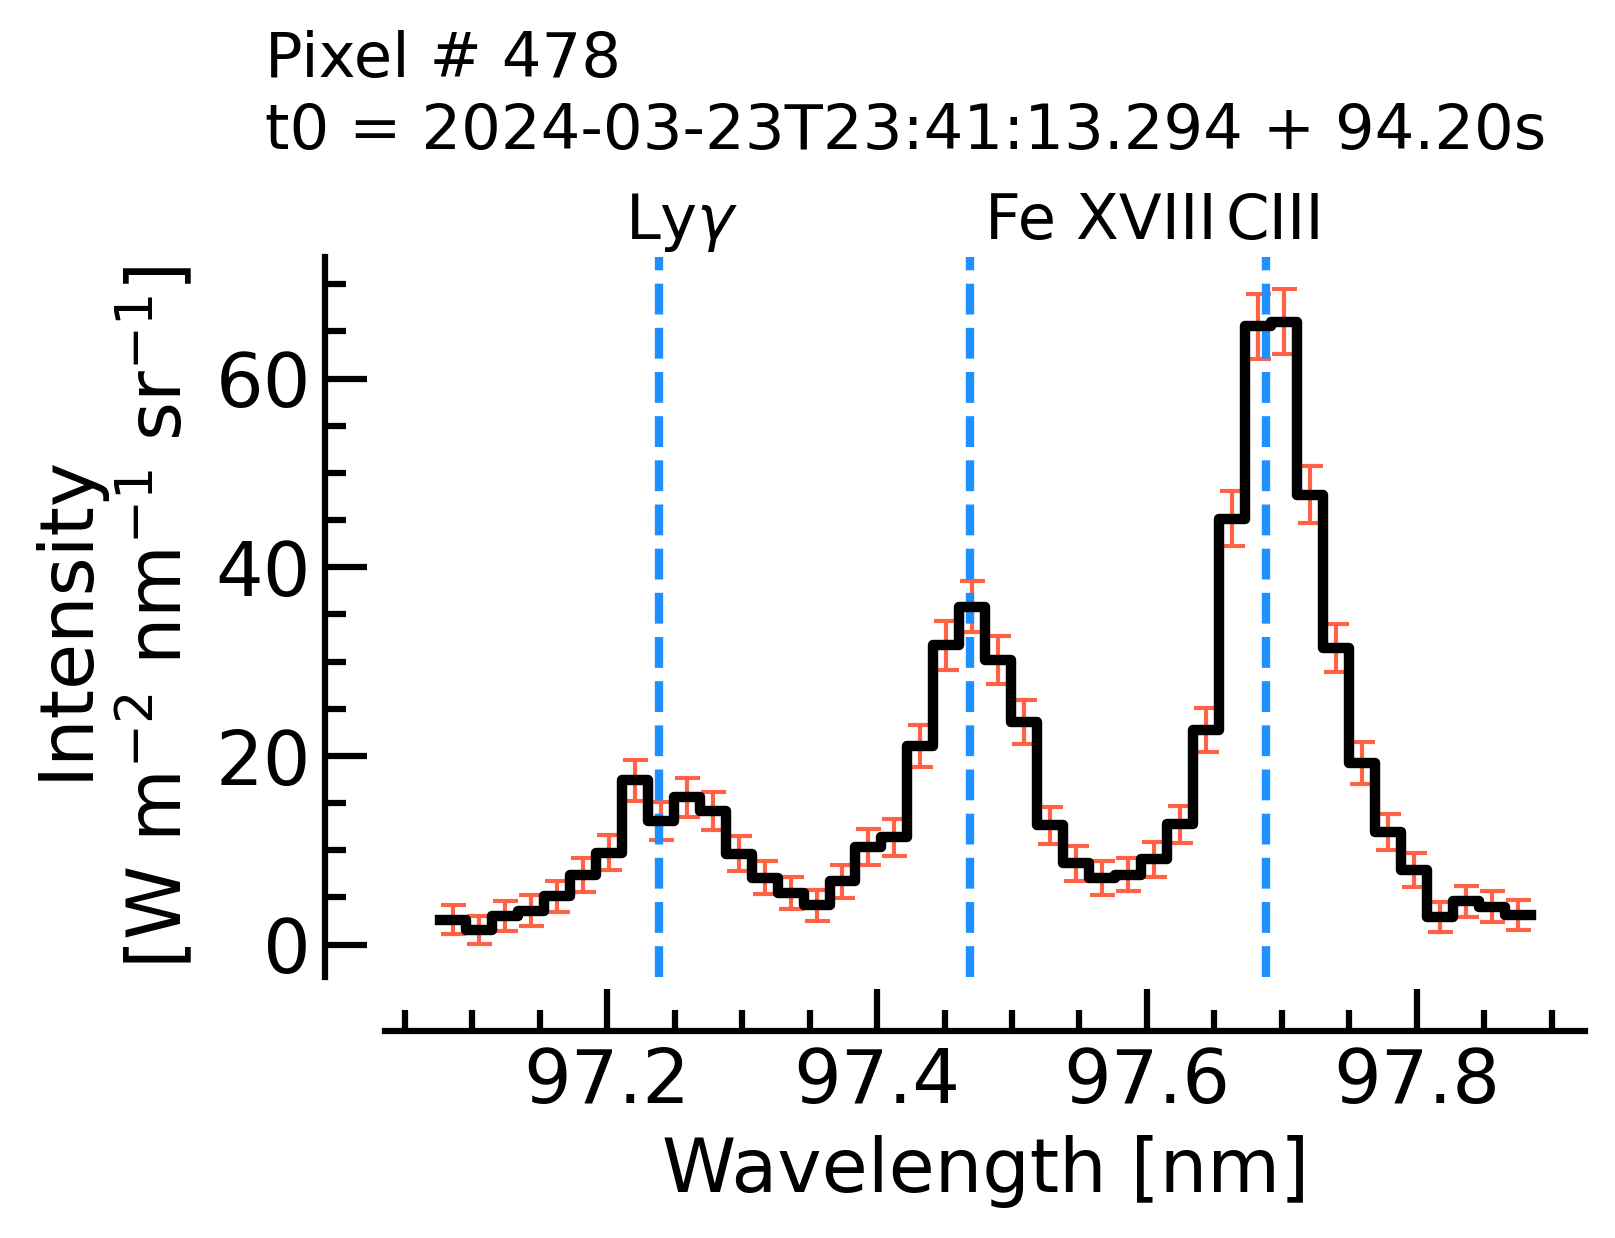 Pixel # 478
t0 = 2024-03-23T23:41:13.294 + 94.20s
Lyγ Fe XVIII CIII
Intensity
[W m⁻² nm⁻¹ sr⁻¹]
60
40
20
0
97.2 97.4 97.6 97.8
Wavelength [nm]